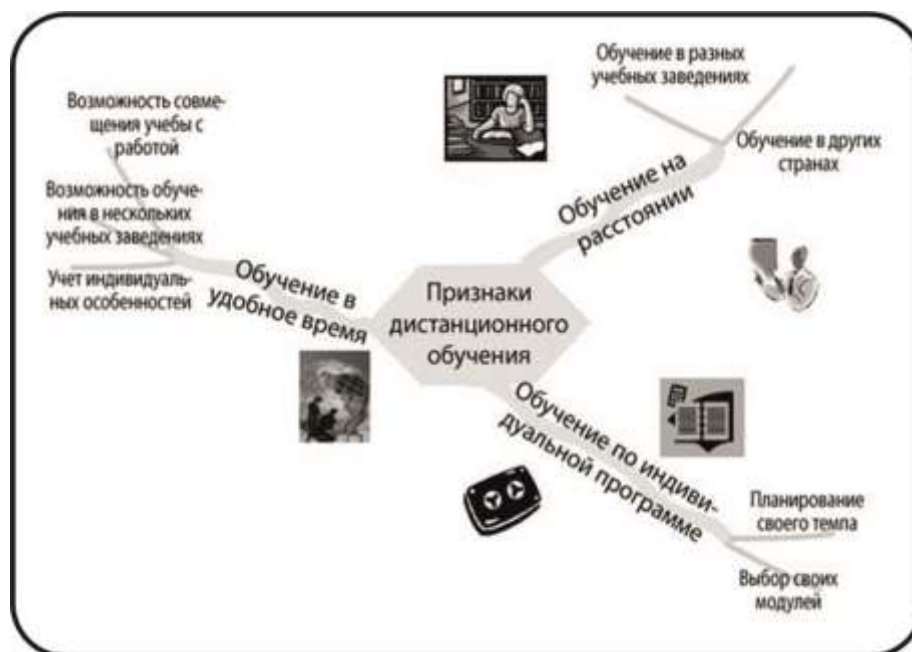 Обучение в разных
учебных заведениях
Возможность совме-
щения учебы с
работой
Обучение в других
странах
Обучение на
расстоянии
Возможность обуче-
ния в нескольких
учебных заведениях
Учет индивидуаль-
ных особенностей
Обучение в
удобное время
Признаки
дистанционного
обучения
Обучение по индиви-
дуальной программе
Планирование
своего темпа
Выбор своих
модулей